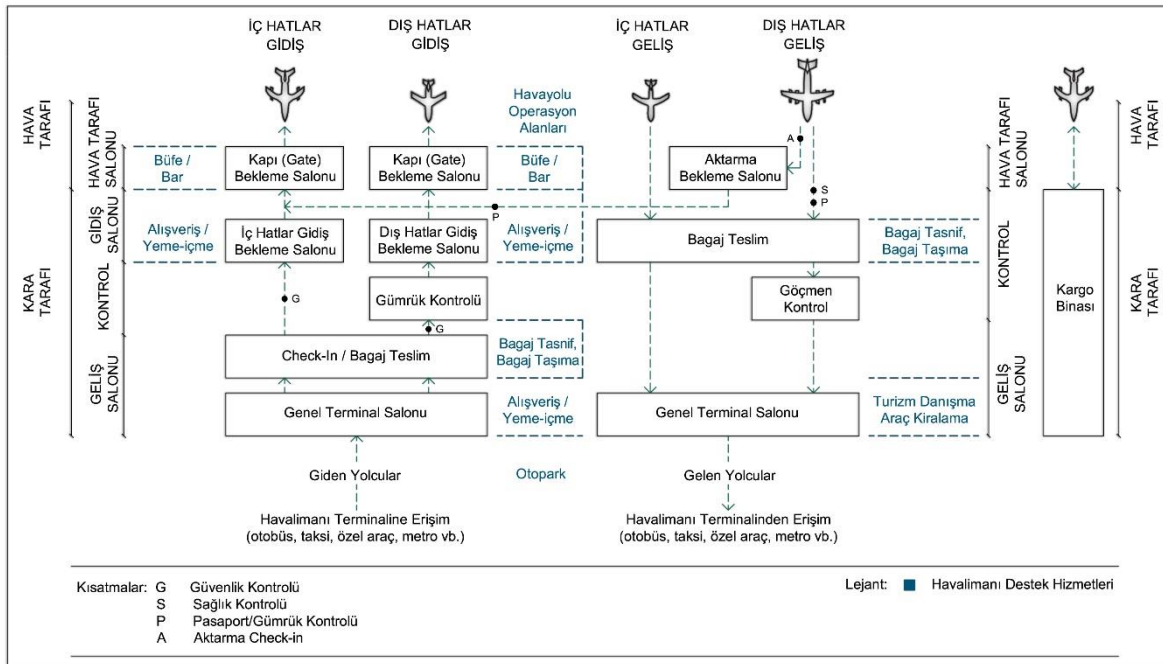 İÇ HATLAR
GİDİŞ
DIŞ HATLAR
GİDİŞ
İÇ HATLAR
GELİŞ
DIŞ HATLAR
GELİŞ
HAVA
TARAFI
HAVA TARAFI
SALONU
GİDİŞ
SALONU
KARA
TARAFI
KONTROL
GELİŞ
SALONU
Büfe /
Bar
Kapı (Gate)
Bekleme Salonu
Kapı (Gate)
Bekleme Salonu
Havayolu
Operasyon
Alanları
Büfe /
Bar
Aktarma
Bekleme Salonu
A
S
P
P
Alışveriş /
Yeme-içme
İç Hatlar Gidiş
Bekleme Salonu
Dış Hatlar Gidiş
Bekleme Salonu
Alışveriş /
Yeme-içme
Bagaj Teslim
Bagaj Tasnif,
Bagaj Taşıma
G
Gümrük Kontrolü
Göçmen
Kontrol
G
Check-In / Bagaj Teslim
Bagaj Tasnif,
Bagaj Taşıma
Genel Terminal Salonu
Alışveriş /
Yeme-içme
Genel Terminal Salonu
Turizm Danışma
Araç Kiralama
HAVA TARAFI
SALONU
KONTROL
GELİŞ
SALONU
Kargo
Binası
HAVA
TARAFI
KARA
TARAFI
Giden Yolcular
Otopark
Gelen Yolcular
Havalimanı Terminaline Erişim
(otobüs, taksi, özel araç, metro vb.)
Havalimanı Terminalinden Erişim
(otobüs, taksi, özel araç, metro vb.)
Kısatmalar: G Güvenlik Kontrolü
S Sağlık Kontrolü
P Pasaport/Gümrük Kontrolü
A Aktarma Check-in
Lejant: Havalimanı Destek Hizmetleri